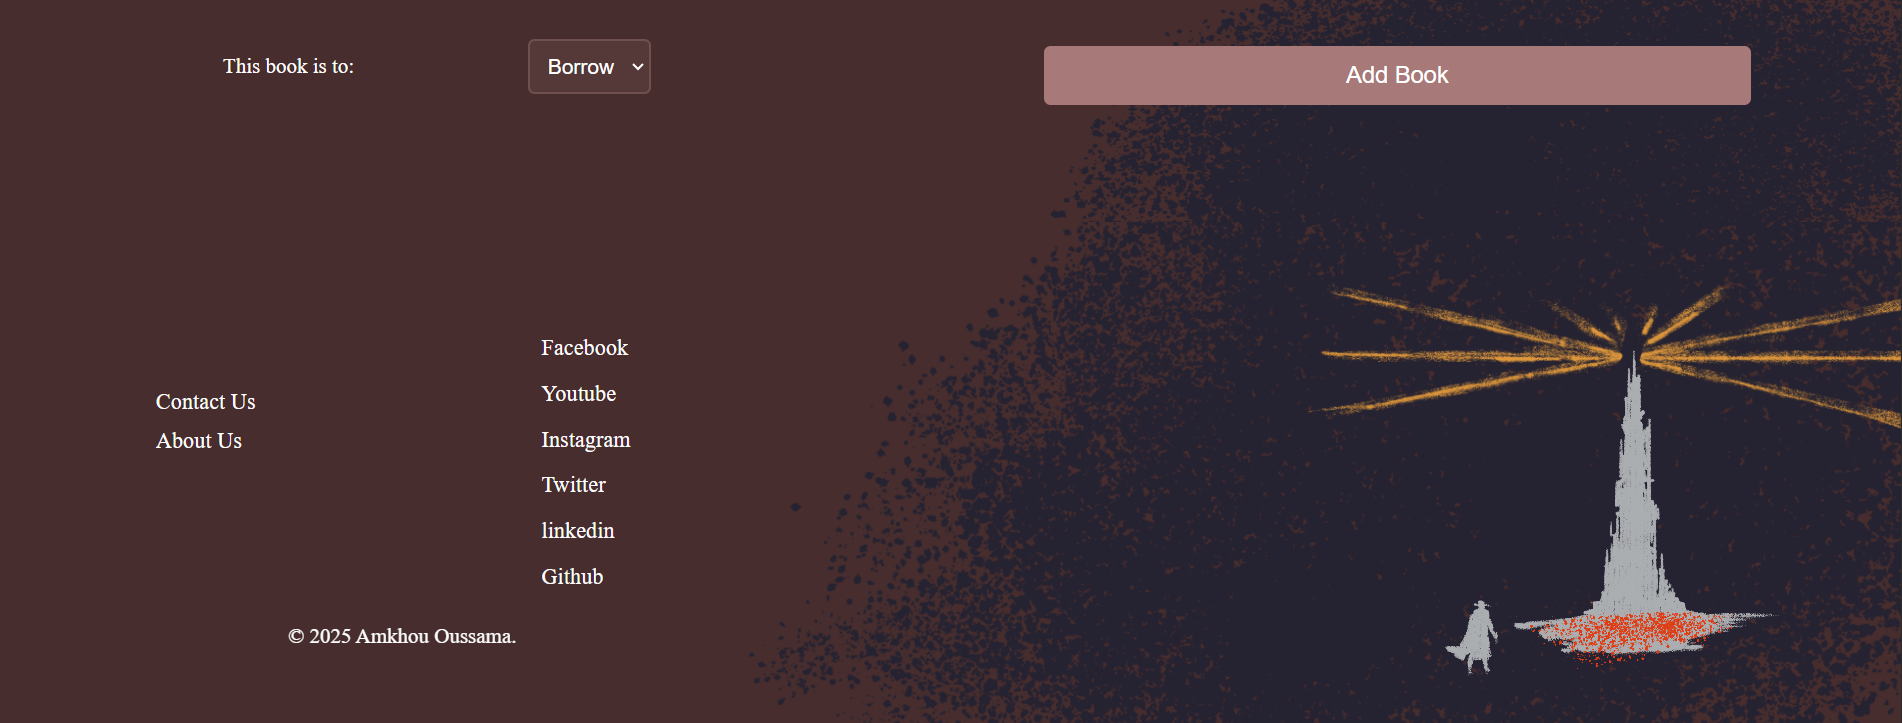 This book is to:
Borrow
Add Book
Contact Us
About Us
Facebook
Youtube
Instagram
Twitter
linkedin
Github
© 2025 Amkhou Oussama.